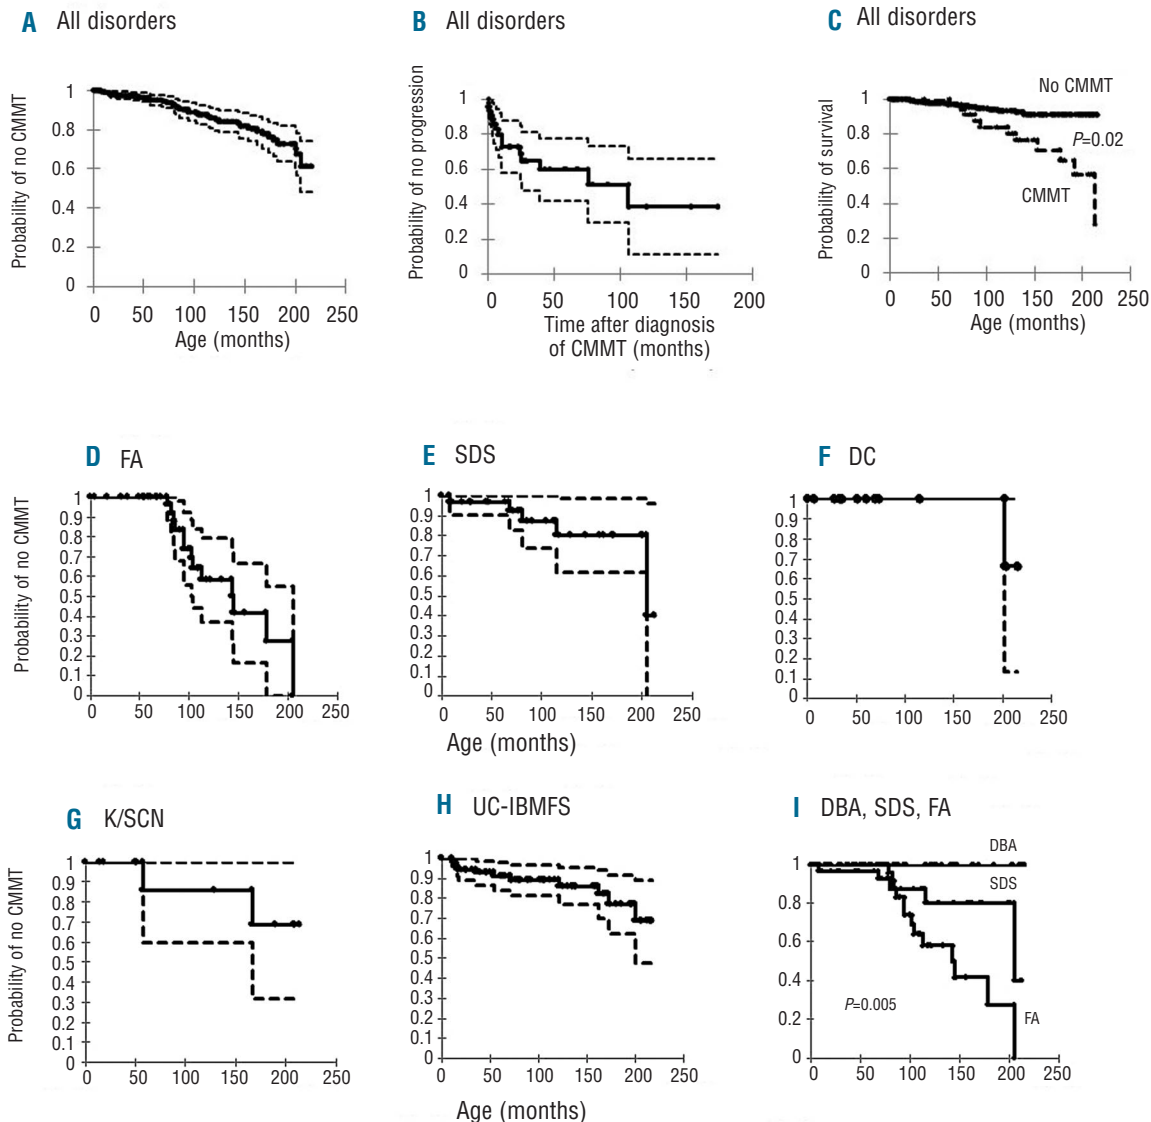 A All disorders
Probability of no CMMT
1
0.8
0.6
0.4
0.2
0
0 50 100 150 200 250
Age (months)
B All disorders
Probability of no progression
1
0.8
0.6
0.4
0.2
0
0 50 100 150 200
Time after diagnosis
of CMMT (months)
C All disorders
Probability of survival
1
0.8
0.6
0.4
0.2
0
No CMMT
P=0.02
CMMT
0 50 100 150 200 250
Age (months)
D FA
Probability of no CMMT
1
0.9
0.8
0.7
0.6
0.5
0.4
0.3
0.2
0.1
0
0 50 100 150 200 250
E SDS
1
0.9
0.8
0.7
0.6
0.5
0.4
0.3
0.2
0.1
0
0 50 100 150 200 250
Age (months)
F DC
1
0.9
0.8
0.7
0.6
0.5
0.4
0.3
0.2
0.1
0
0 50 100 150 200 250
G K/SCN
Probability of no CMMT
1
0.9
0.8
0.7
0.6
0.5
0.4
0.3
0.2
0.1
0
0 50 100 150 200 250
H UC-IBMFS
1
0.9
0.8
0.7
0.6
0.5
0.4
0.3
0.2
0.1
0
0 50 100 150 200 250
Age (months)
I DBA, SDS, FA
1
0.8
0.6
0.4
0.2
0
DBA
SDS
P=0.005
FA
0 50 100 150 200 250